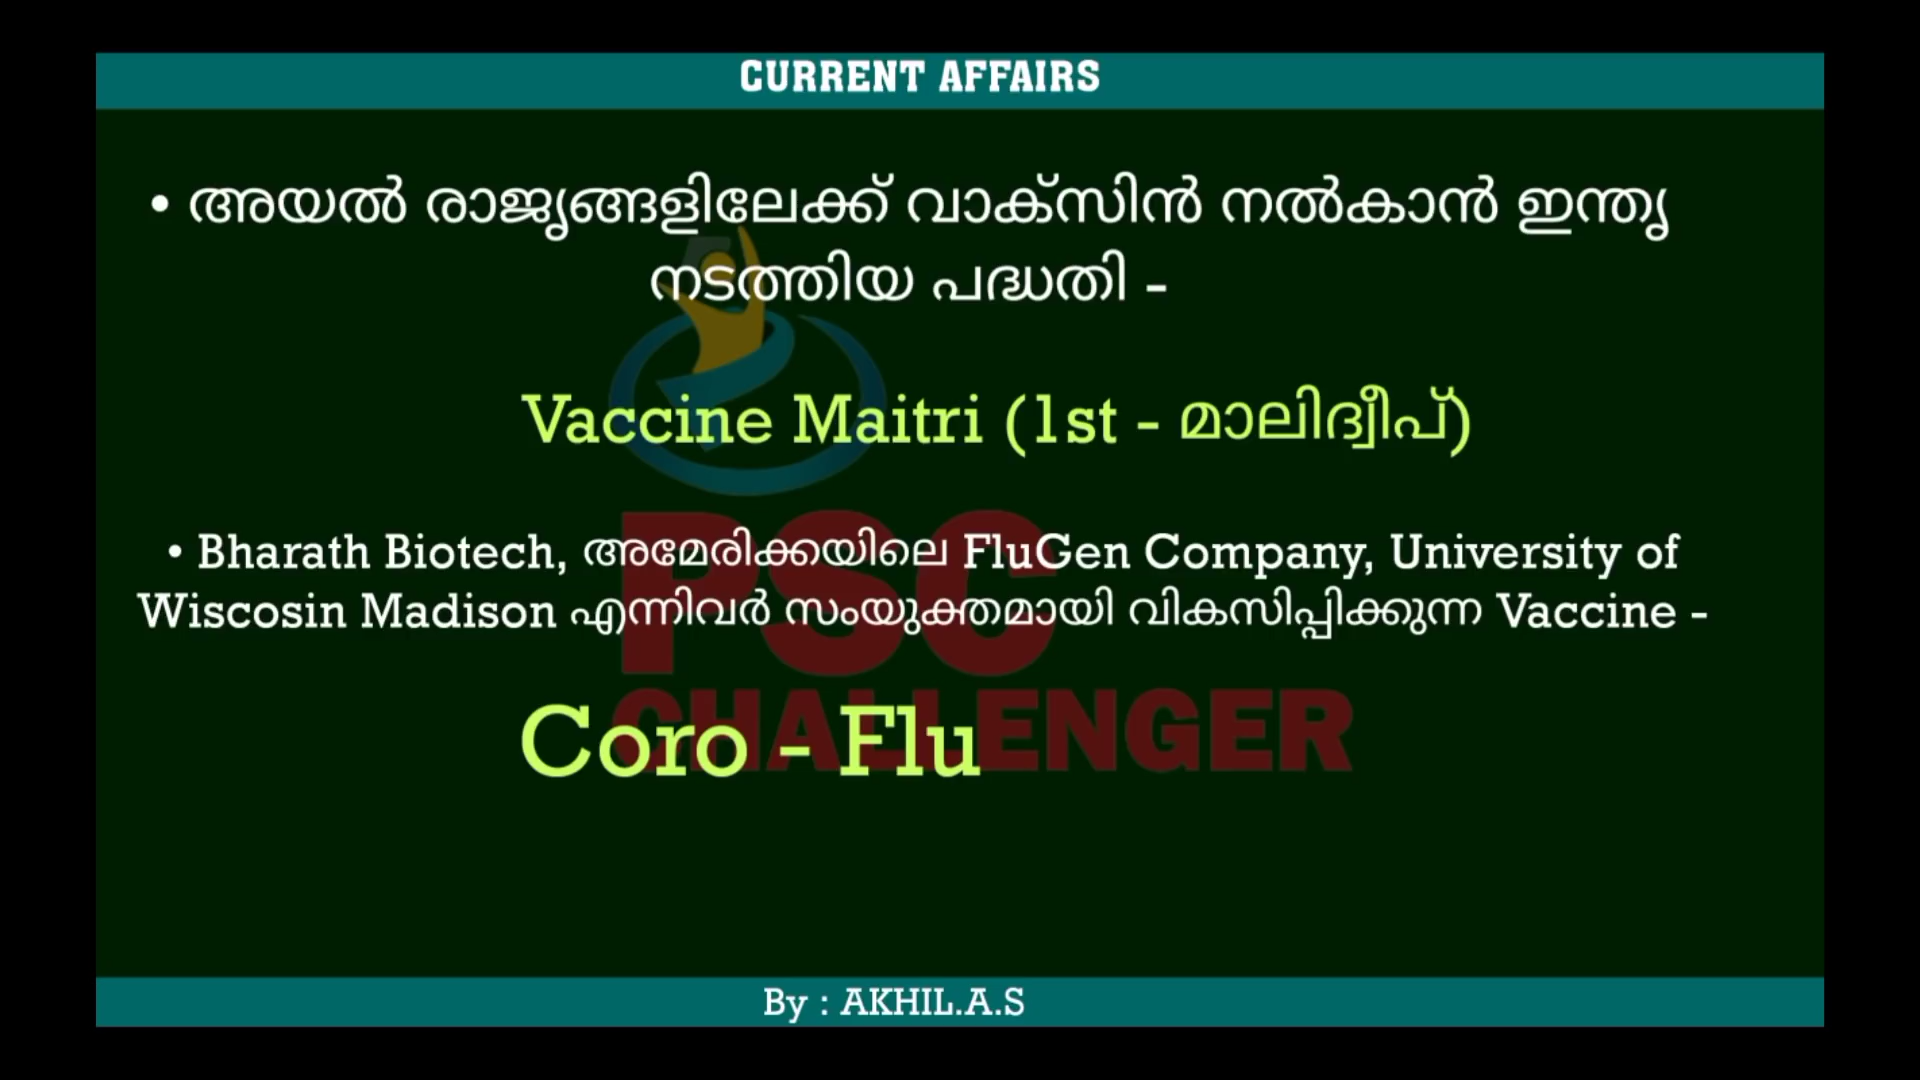 CURRENT AFFAIRS
• അയൽ രാജ്യങ്ങളിലേക്ക് വാക്സിൻ നൽകാൻ ഇന്ത്യ
നടത്തിയ പദ്ധതി -
Vaccine Maitri (1st - മാലിദ്വീപ്)
• Bharath Biotech, അമേരിക്കയിലെ FluGen Company, University of
Wiscosin Madison എന്നിവർ സംയുക്തമായി വികസിപ്പിക്കുന്ന Vaccine -
PSC
Coro - Flu
CHALLENGER
By : AKHIL.A.S